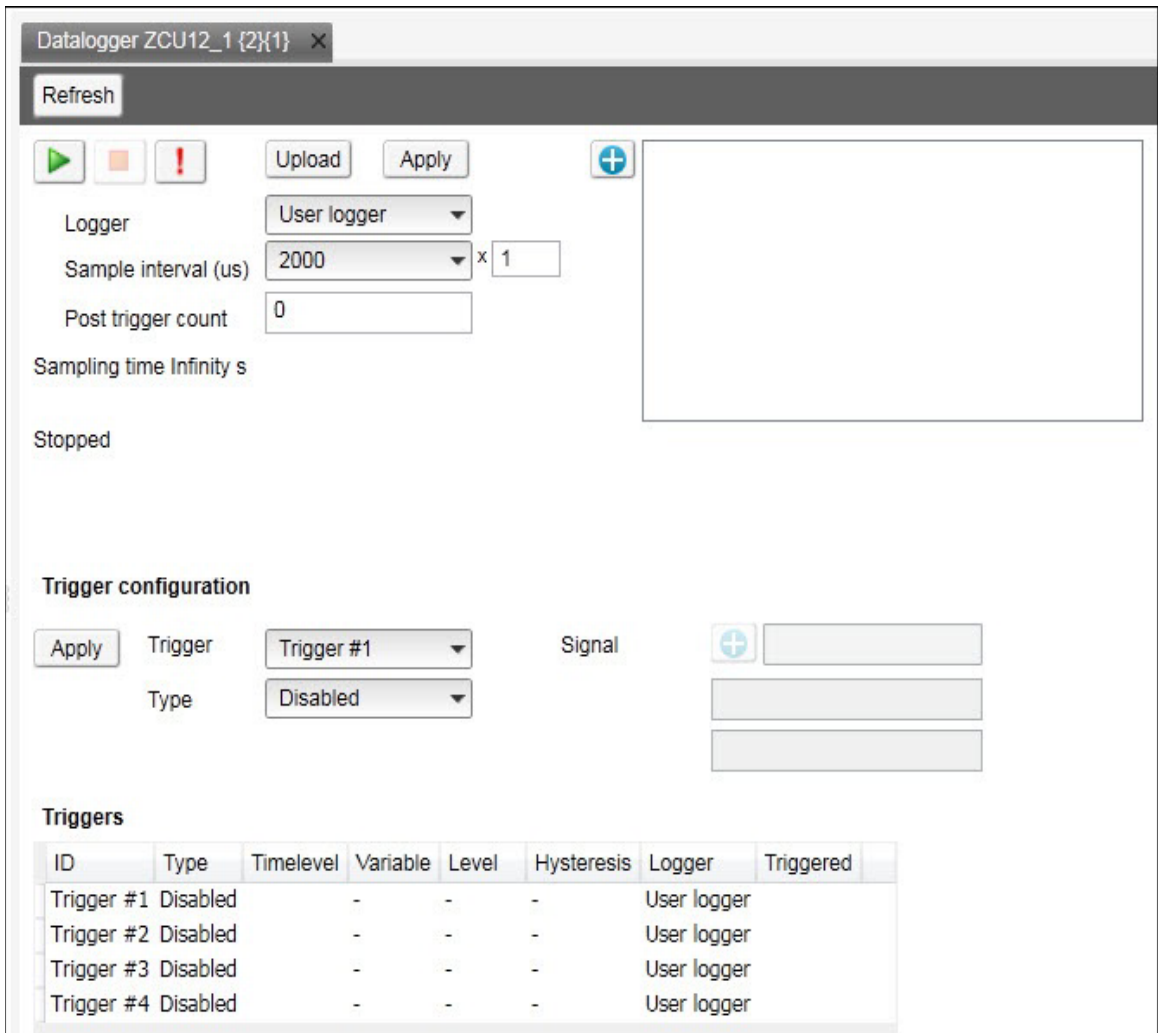 Datalogger ZCU12_1 {2}{1} ×
Refresh
! Upload Apply
Logger User logger
Sample interval (us) 2000 x 1
Post trigger count 0
Sampling time Infinity s
Stopped
Trigger configuration
Apply Trigger Trigger #1 Signal
Type Disabled
Triggers
ID Type Timelevel Variable Level Hysteresis Logger Triggered
Trigger #1 Disabled - - - User logger
Trigger #2 Disabled - - - User logger
Trigger #3 Disabled - - - User logger
Trigger #4 Disabled - - - User logger